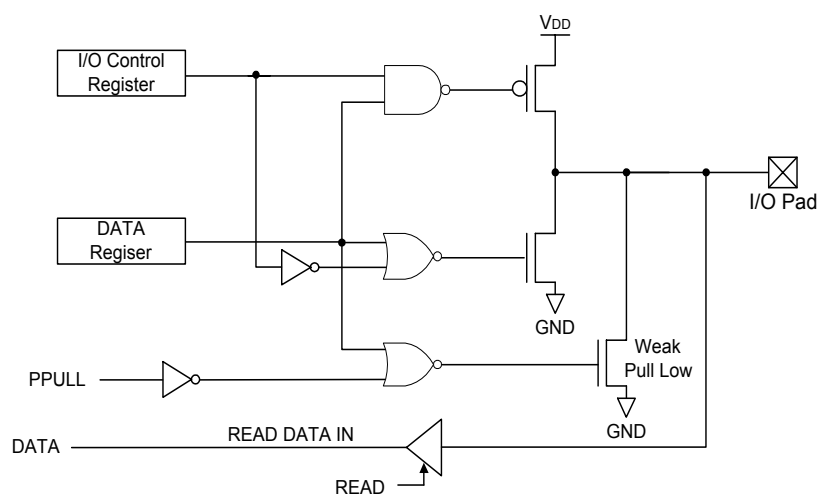 VDD
I/O Control
Register
I/O Pad
DATA
Regiser
GND
Weak
Pull Low
PPULL
GND
READ DATA IN
DATA
READ